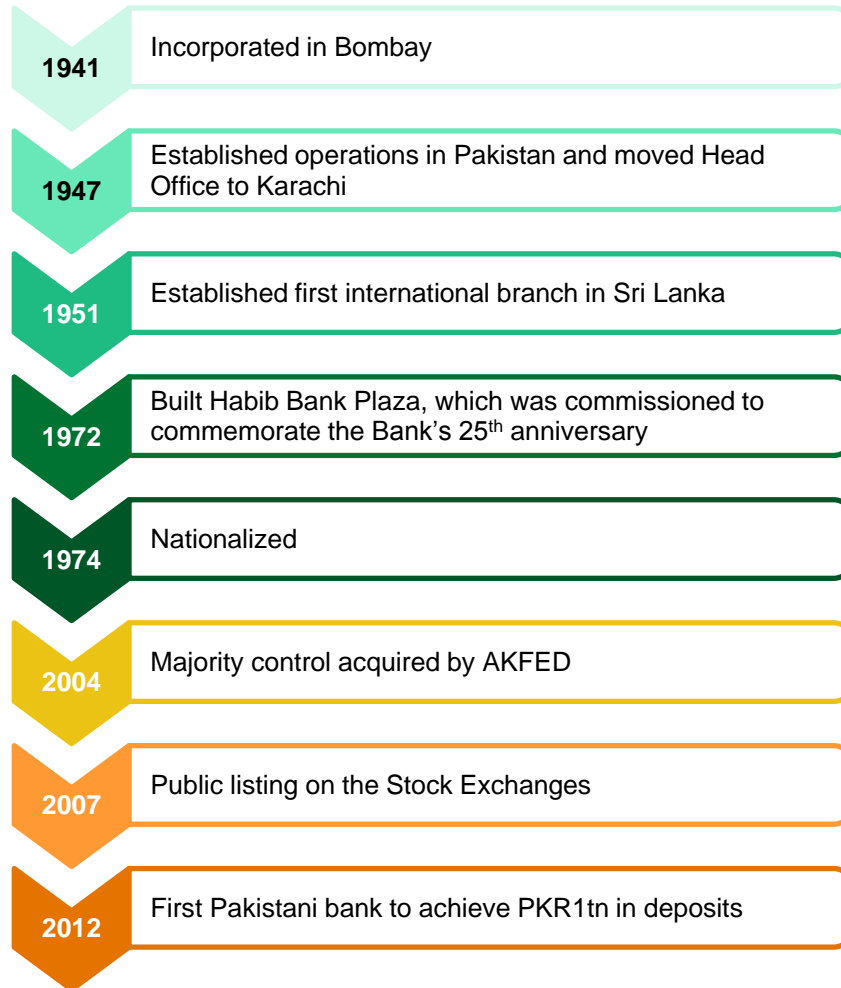 1941
Incorporated in Bombay
1947
Established operations in Pakistan and moved Head
Office to Karachi
1951
Established first international branch in Sri Lanka
1972
Built Habib Bank Plaza, which was commissioned to
commemorate the Bank’s 25th anniversary
1974
Nationalized
2004
Majority control acquired by AKFED
2007
Public listing on the Stock Exchanges
2012
First Pakistani bank to achieve PKR1tn in deposits